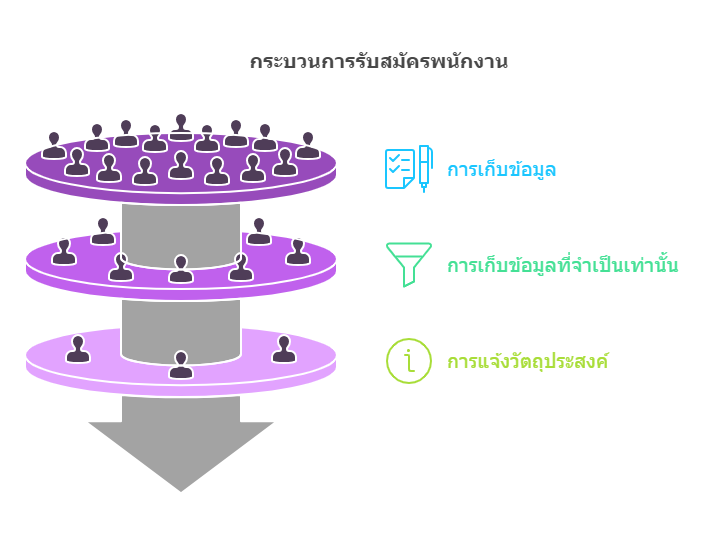 กระบวนการรับสมัครพนักงาน
การเก็บข้อมูล
การเก็บข้อมูลที่จำเป็นเท่านั้น
การแจ้งวัตถุประสงค์